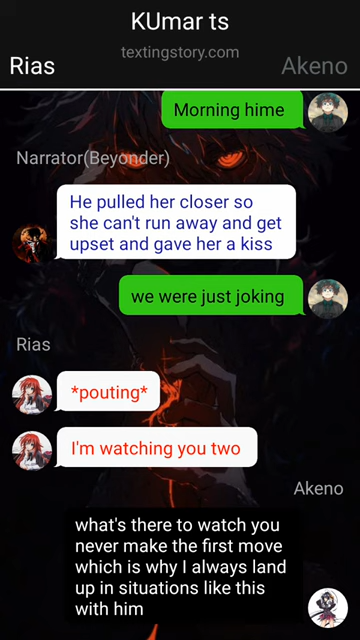 KUmar ts
textingstory.com
Rias
Akeno
Morning hime
Narrator(Beyonder)
He pulled her closer so
she can't run away and get
upset and gave her a kiss
we were just joking
Rias
*pouting*
I'm watching you two
Akeno
what's there to watch you
never make the first move
which is why I always land
up in situations like this
with him